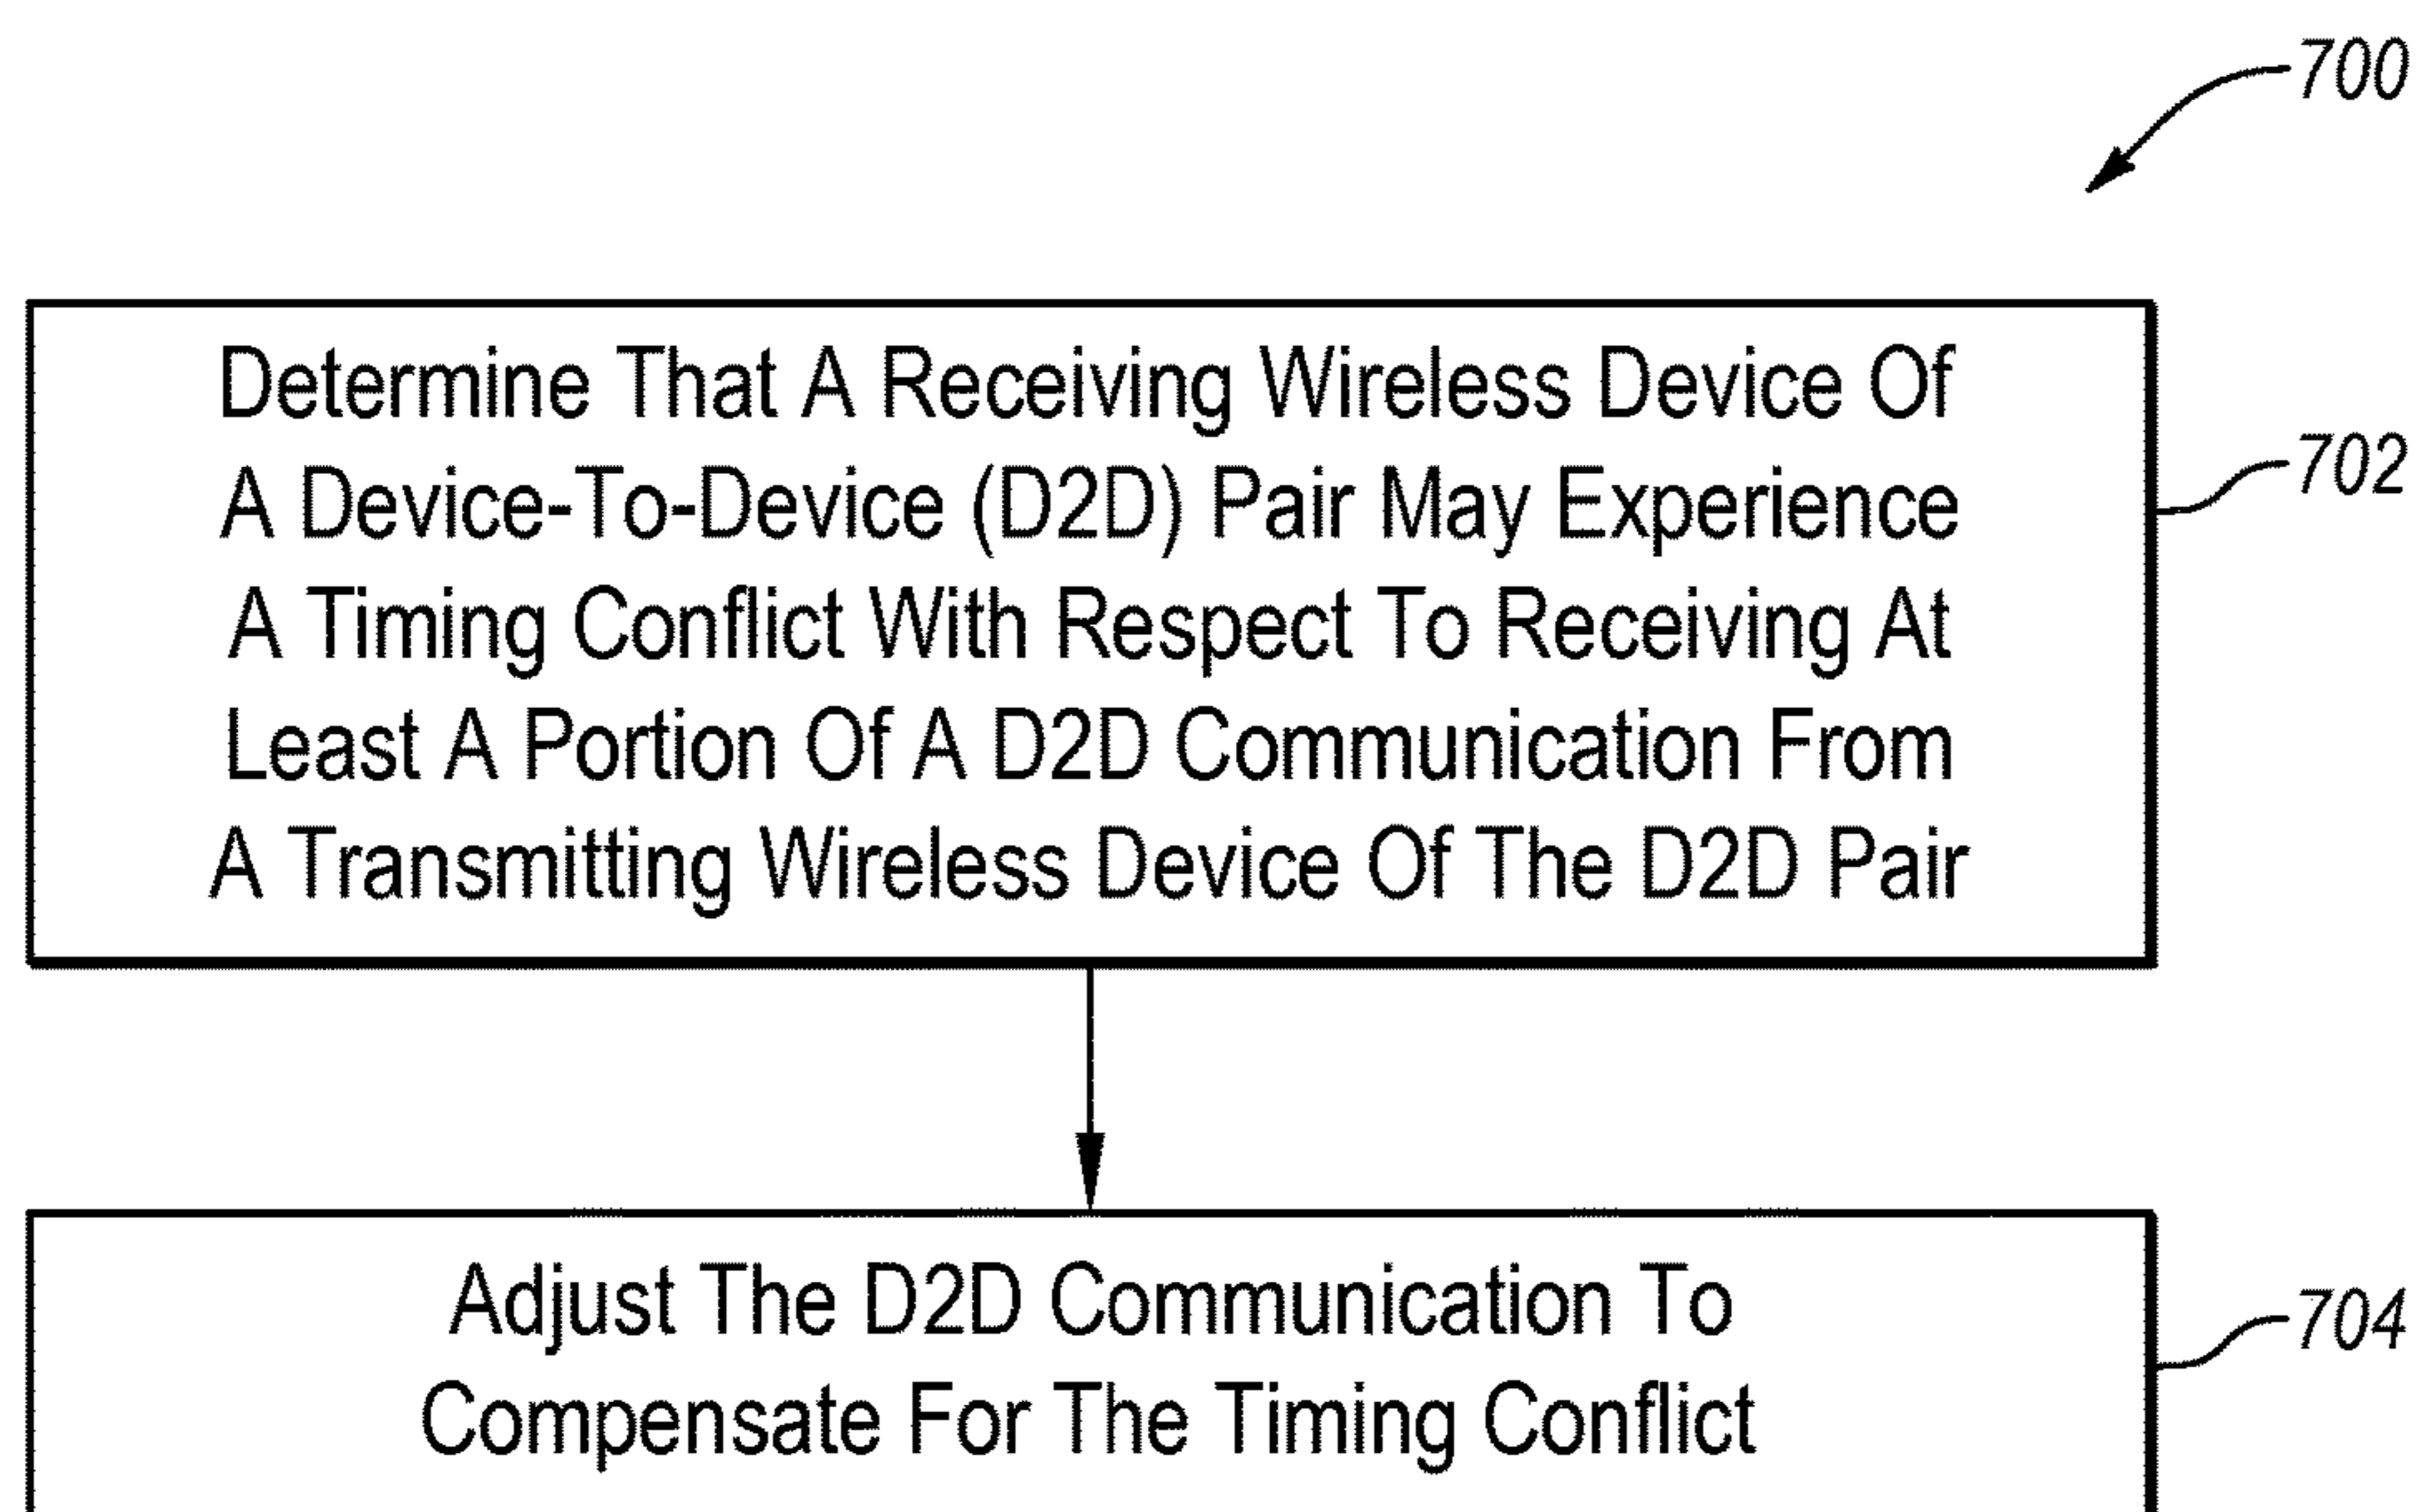 700
Determine That A Receiving Wireless Device Of
A Device-To-Device (D2D) Pair May Experience
A Timing Conflict With Respect To Receiving At
Least A Portion Of A D2D Communication From
A Transmitting Wireless Device Of The D2D Pair
702
Adjust The D2D Communication To
Compensate For The Timing Conflict
704